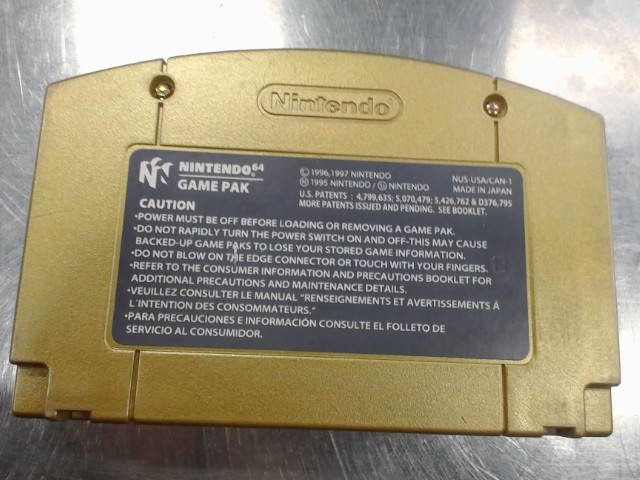 Nintendo
NINTENDO64
GAME PAK
©1996,1997 NINTENDO
Ⓜ1995 NINTENDO / Ⓓ NINTENDO
U.S. PATENTS : 4,799,635; 5,070,479; 5,426,762 & D376,795
MORE PATENTS ISSUED AND PENDING. SEE BOOKLET.
NUS-USA/CAN-1
MADE IN JAPAN
CAUTION
•POWER MUST BE OFF BEFORE LOADING OR REMOVING A GAME PAK.
•DO NOT RAPIDLY TURN THE POWER SWITCH ON AND OFF-THIS MAY CAUSE
BACKED-UP GAME PAKS TO LOSE YOUR STORED GAME INFORMATION.
•DO NOT BLOW ON THE EDGE CONNECTOR OR TOUCH WITH YOUR FINGERS.
•REFER TO THE CONSUMER INFORMATION AND PRECAUTIONS BOOKLET FOR
ADDITIONAL PRECAUTIONS AND MAINTENANCE DETAILS.
•VEUILLEZ CONSULTER LE MANUAL "RENSEIGNEMENTS ET AVERTISSEMENTS À
L'INTENTION DES CONSOMMATEURS."
•PARA PRECAUCIONES E INFORMACIÓN CONSULTE EL FOLLETO DE
SERVICIO AL CONSUMIDOR.